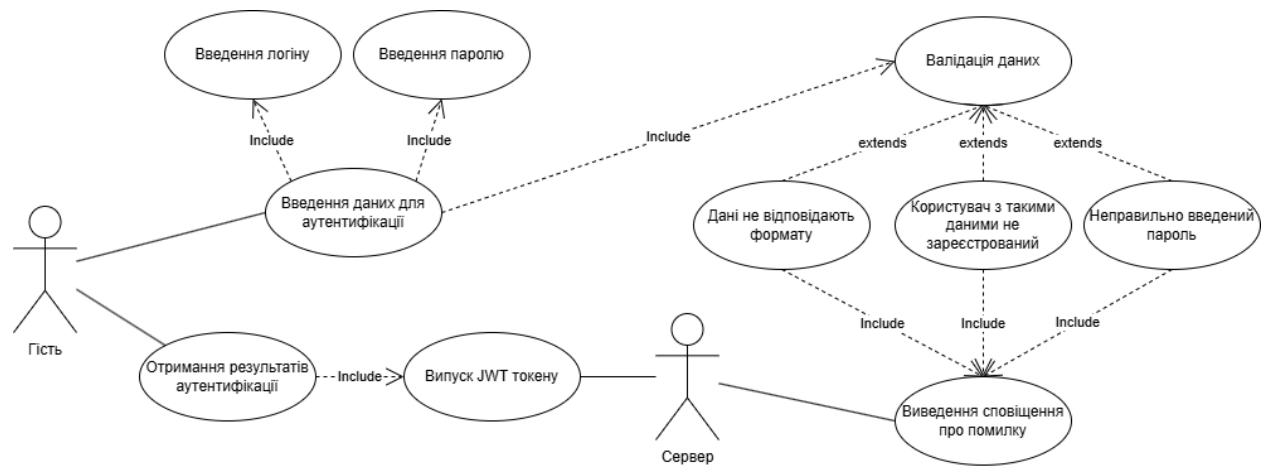 Введення логіну
Введення паролю
Валідація даних
Include
Include
Include
extends
extends
extends
Введення даних для
аутентифікації
Дані не відповідають
формату
Користувач з такими
даними не
зареєстрований
Неправильно введений
пароль
Гість
Include
Include
Include
Отримання результатів
аутентифікації
Include
Випуск JWT токену
Сервер
Виведення сповіщення
про помилку